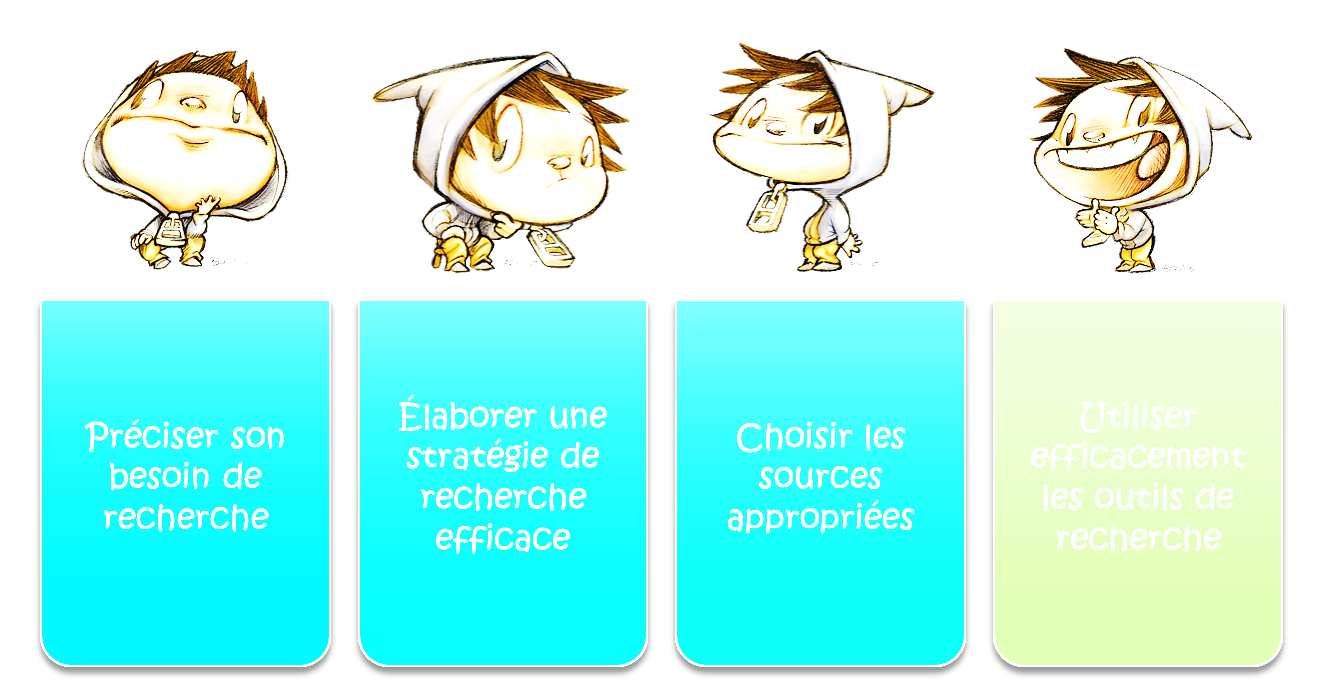 Préciser son
besoin de
recherche
Élaborer une
stratégie de
recherche
efficace
Choisir les
sources
appropriées
Utiliser
efficacement
les outils de
recherche